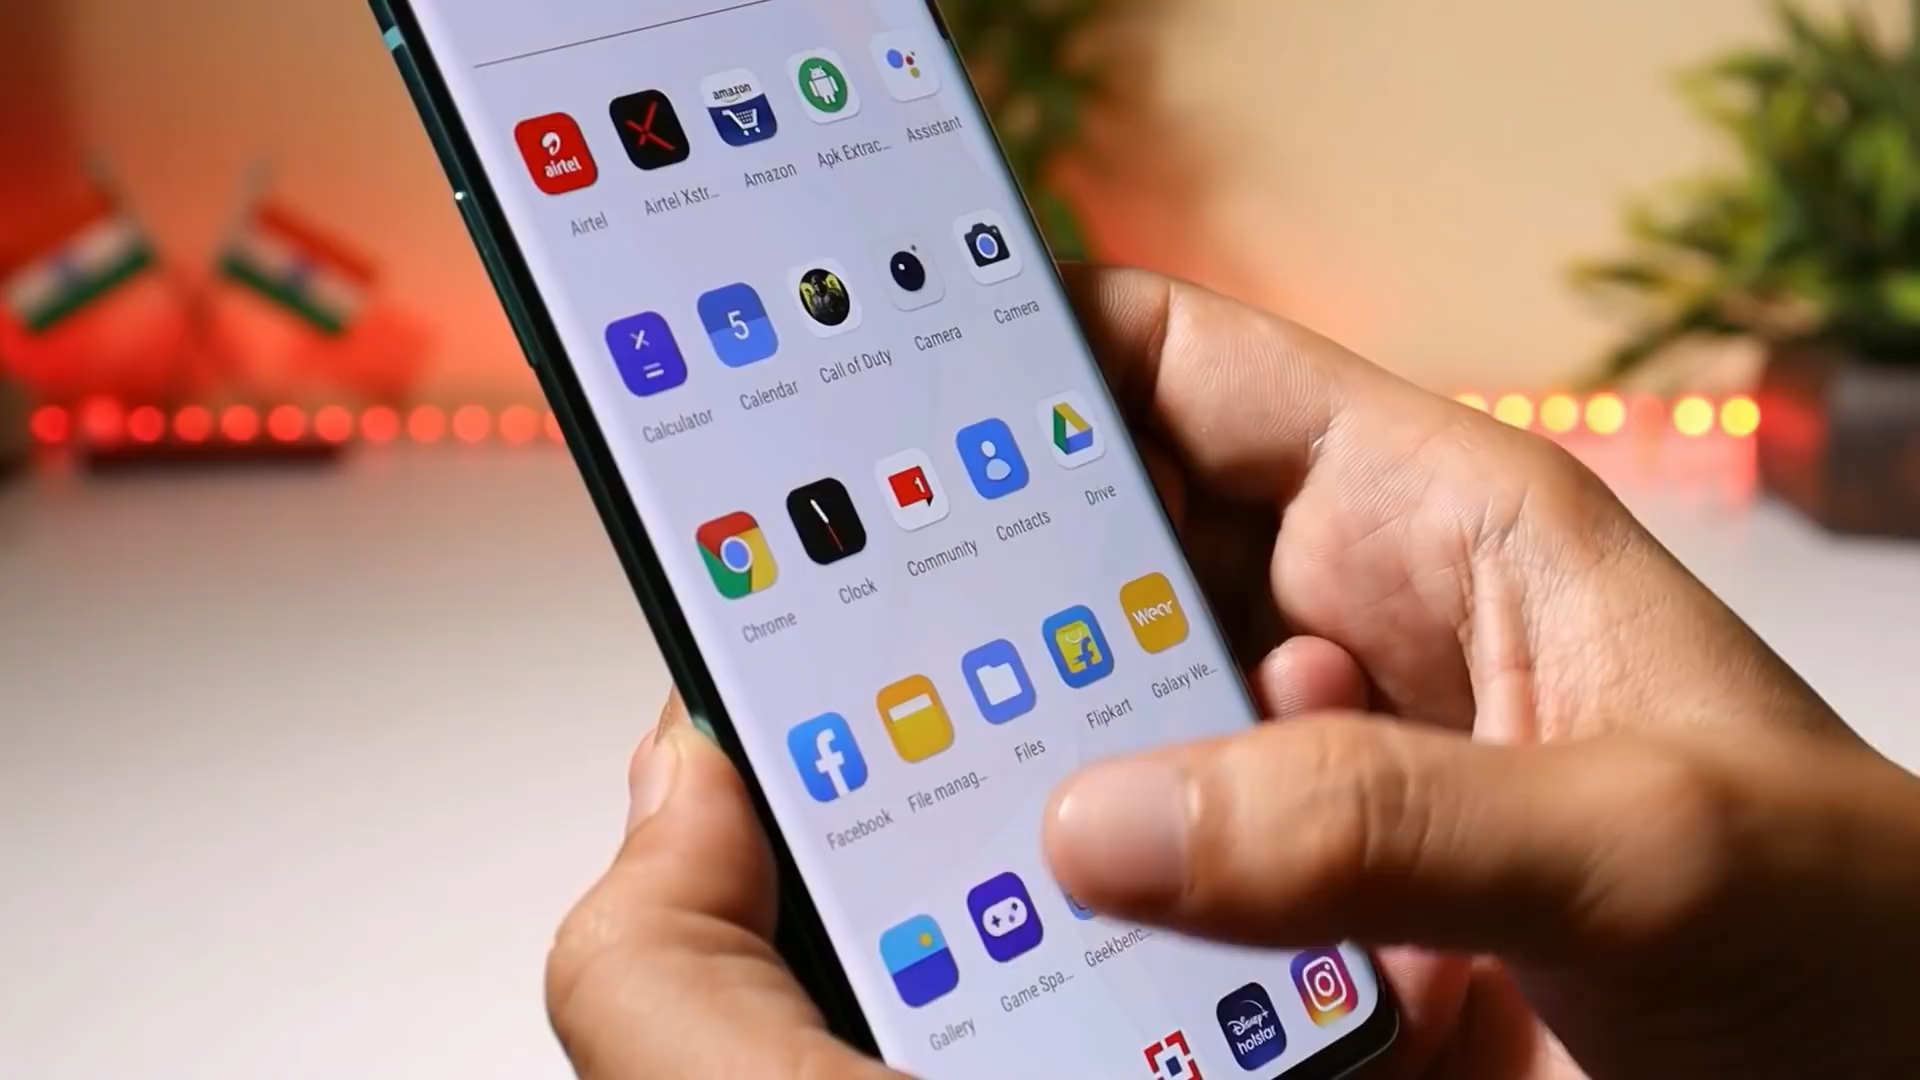 airtel
amazon
Airtel
Airtel Xstr...
Amazon
Apk Extrac...
Assistant
5
Calculator
Calendar
Call of Duty
Camera
Camera
1
Chrome
Clock
Community
Contacts
Drive
f
Wear
Facebook
File manag...
Files
Flipkart
Galaxy We...
Gallery
Game Spa...
Geekbenc...
Disney+
hotstar